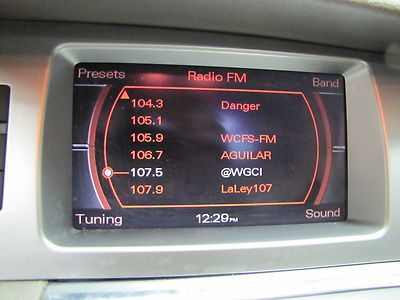 Presets Radio FM Band
104.3 Danger
105.1
105.9 WCFS-FM
106.7 AGUILAR
107.5 @WGCI
107.9 LaLey107
Tuning 12:29PM Sound